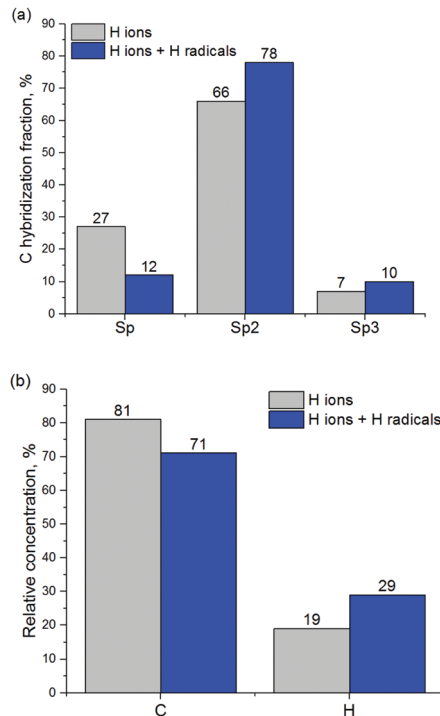 (a)
H ions
H ions + H radicals
C hybridization fraction, %
90
80
70
60
50
40
30
20
10
0
27
12
66
78
7
10
Sp
Sp2
Sp3
(b)
H ions
H ions + H radicals
Relative concentration, %
90
80
70
60
50
40
30
20
10
0
81
71
19
29
C
H